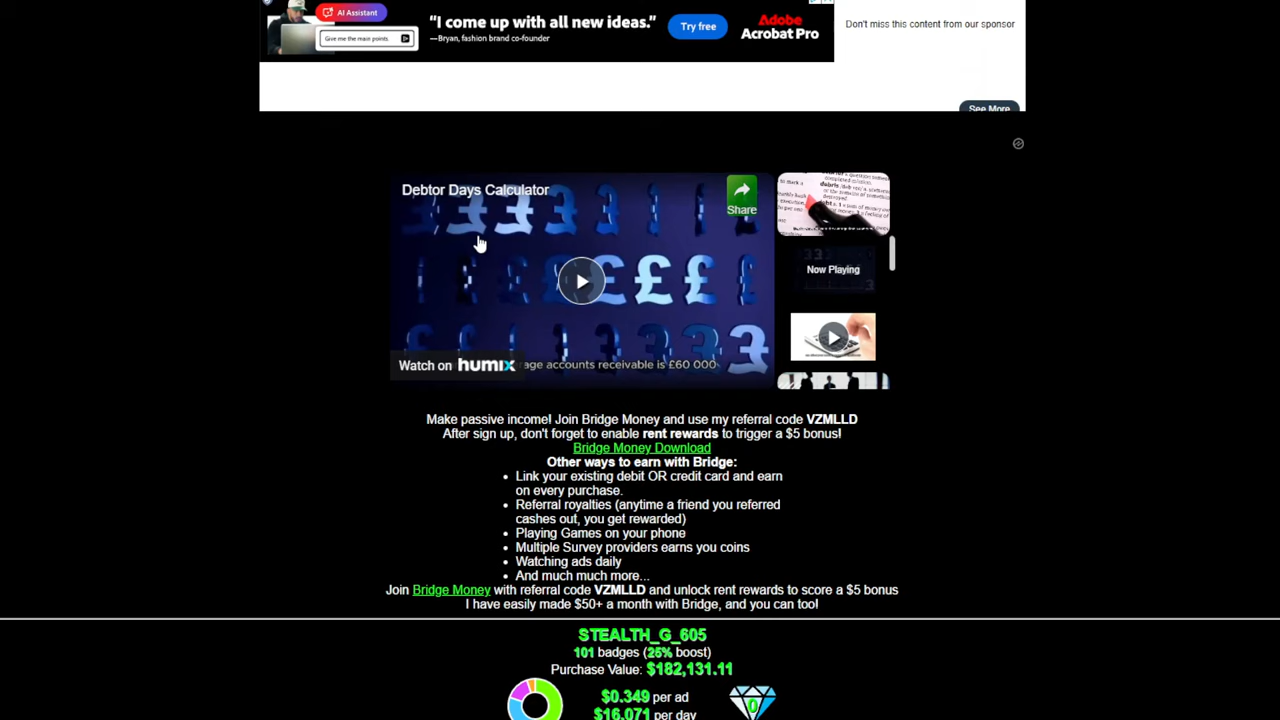 AI Assistant
Give me the main points.
“I come up with all new ideas.”
—Bryan, fashion brand co-founder
Try free
Adobe
Acrobat Pro
Don't miss this content from our sponsor
See More
Debtor Days Calculator
Share
Now Playing
Watch on humix
age accounts receivable is £60 000
Make passive income! Join Bridge Money and use my referral code VZMLLD
After sign up, don't forget to enable rent rewards to trigger a $5 bonus!
Bridge Money Download
Other ways to earn with Bridge:
• Link your existing debit OR credit card and earn
on every purchase.
• Referral royalties (anytime a friend you referred
cashes out, you get rewarded)
• Playing Games on your phone
• Multiple Survey providers earns you coins
• Watching ads daily
• And much much more...
Join Bridge Money with referral code VZMLLD and unlock rent rewards to score a $5 bonus
I have easily made $50+ a month with Bridge, and you can too!
STEALTH_G_605
101 badges (25% boost)
Purchase Value: $182,131.11
$0.349 per ad
0
$16.071 per day